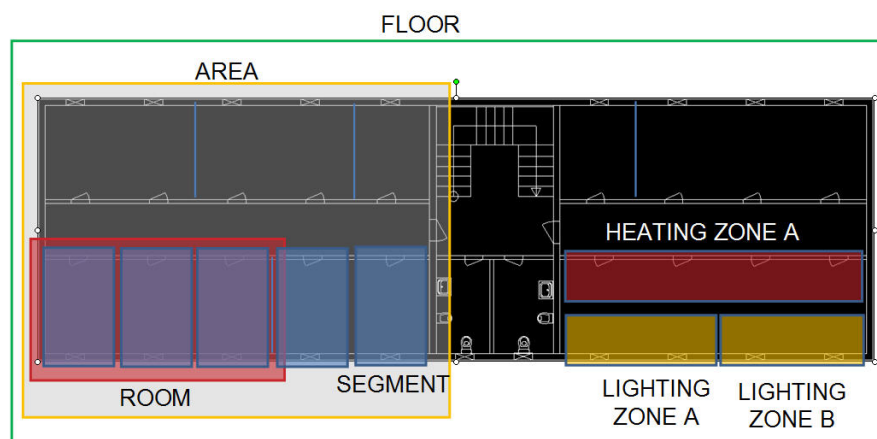 FLOOR
AREA
HEATING ZONE A
ROOM
SEGMENT
LIGHTING
ZONE A
LIGHTING
ZONE B